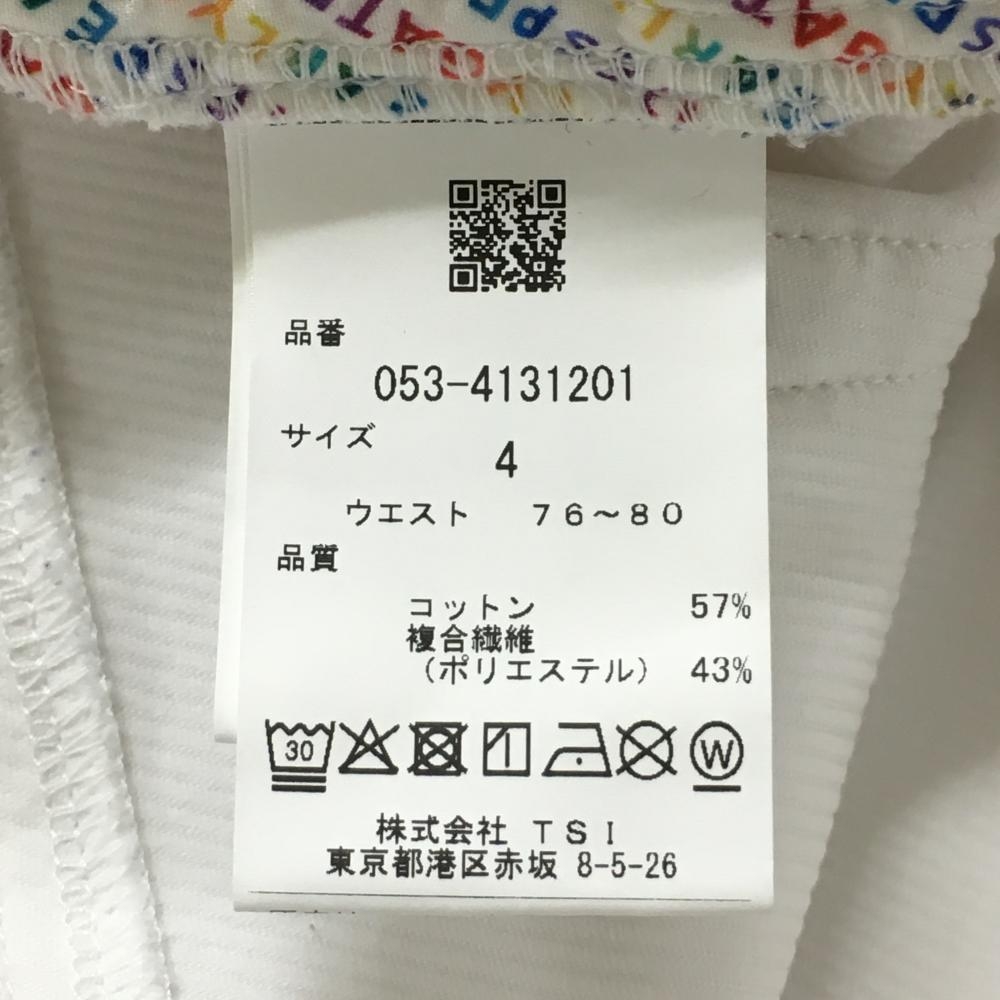 品番
053-4131201
サイズ
4
ウエスト 76～80
品質
コットン 57%
複合繊維
（ポリエステル） 43%
30
W
株式会社 TSI
東京都港区赤坂 8-5-26